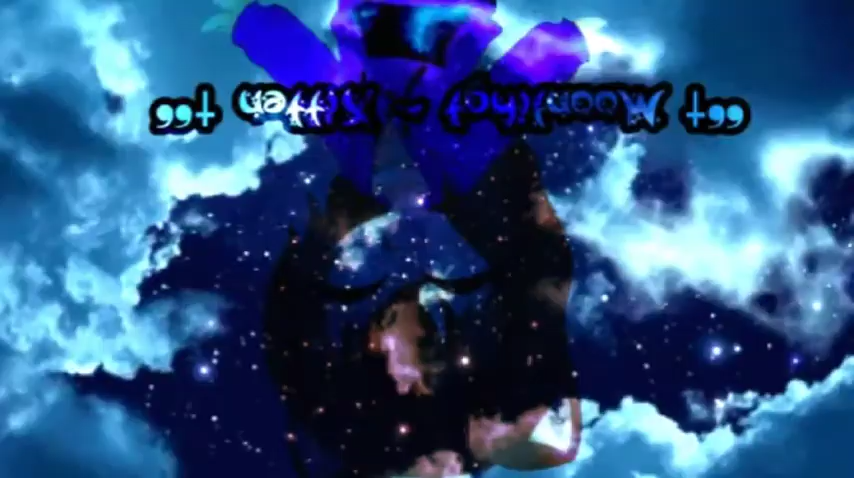 ““† Moonlight ~ Kitten †””